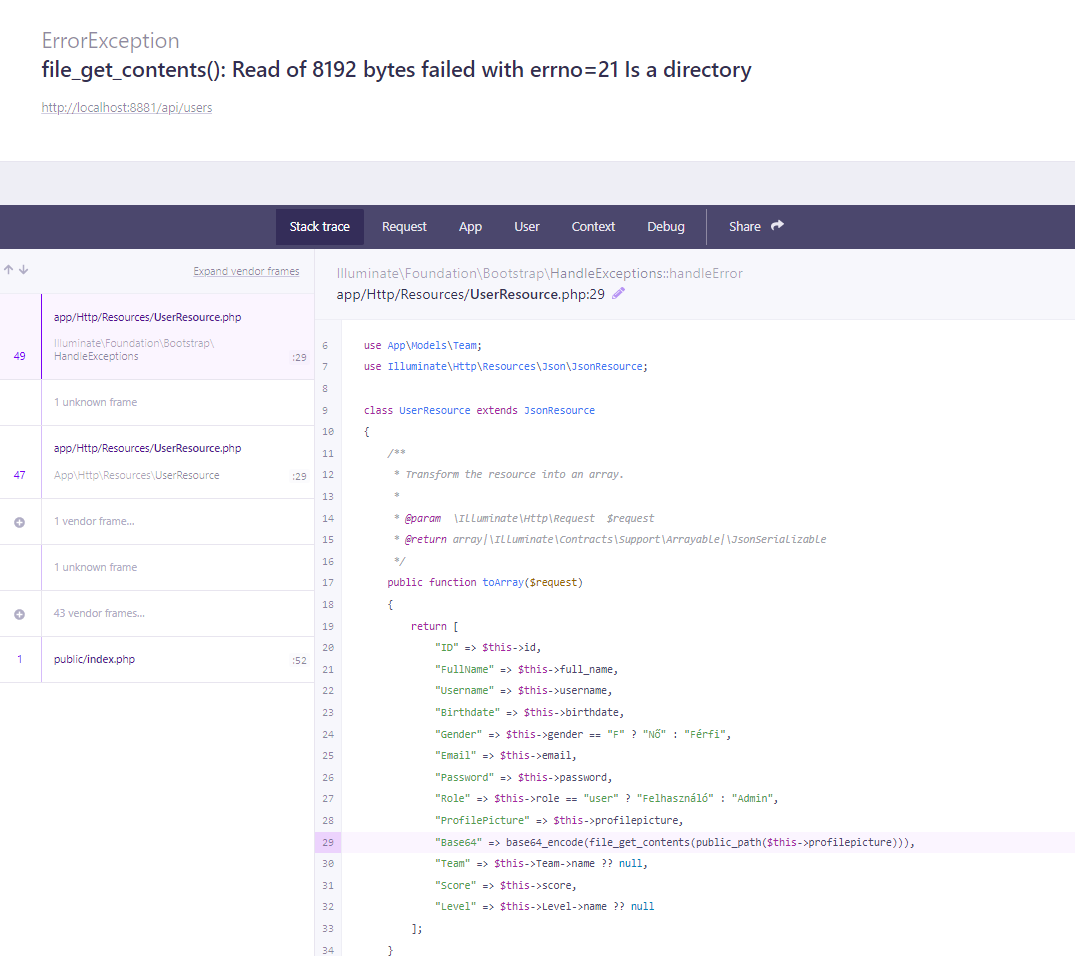 ErrorException
file_get_contents(): Read of 8192 bytes failed with errno=21 Is a directory
http://localhost:8881/api/users
Stack trace Request App User Context Debug Share
Expand vendor frames
app/Http/Resources/UserResource.php
Illuminate\Foundation\Bootstrap\
49 HandleExceptions :29
1 unknown frame
app/Http/Resources/UserResource.php
47 App\Http\Resources\UserResource :29
1 vendor frame...
1 unknown frame
43 vendor frames...
1 public/index.php :52
Illuminate\Foundation\Bootstrap\HandleExceptions::handleError
app/Http/Resources/UserResource.php:29
6 use App\Models\Team;
7 use Illuminate\Http\Resources\Json\JsonResource;
8
9 class UserResource extends JsonResource
10 {
11 /**
12 * Transform the resource into an array.
13 *
14 * @param  \Illuminate\Http\Request  $request
15 * @return array|\Illuminate\Contracts\Support\Arrayable|\JsonSerializable
16 */
17 public function toArray($request)
18 {
19 return [
20 "ID" => $this->id,
21 "FullName" => $this->full_name,
22 "Username" => $this->username,
23 "Birthdate" => $this->birthdate,
24 "Gender" => $this->gender == "F" ? "Nő" : "Férfi",
25 "Email" => $this->email,
26 "Password" => $this->password,
27 "Role" => $this->role == "user" ? "Felhasználó" : "Admin",
28 "ProfilePicture" => $this->profilepicture,
29 "Base64" => base64_encode(file_get_contents(public_path($this->profilepicture))),
30 "Team" => $this->Team->name ?? null,
31 "Score" => $this->score,
32 "Level" => $this->Level->name ?? null
33 ];
34 }